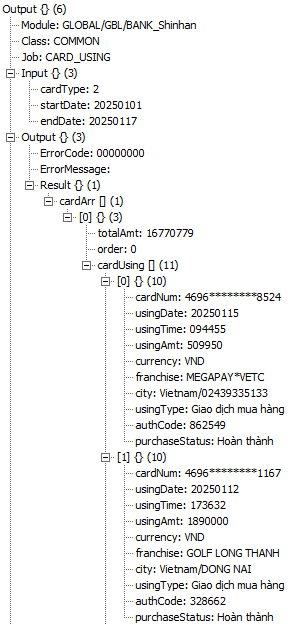 Output {} (6)
Module: GLOBAL/GBL/BANK_Shinhan
Class: COMMON
Job: CARD_USING
Input {} (3)
cardType: 2
startDate: 20250101
endDate: 20250117
Output {} (3)
ErrorCode: 00000000
ErrorMessage:
Result {} (1)
cardArr [] (1)
[0] {} (3)
totalAmt: 16770779
order: 0
cardUsing [] (11)
[0] {} (10)
cardNum: 4696********8524
usingDate: 20250115
usingTime: 094455
usingAmt: 509950
currency: VND
franchise: MEGAPAY*VETC
city: Vietnam/02439335133
usingType: Giao dịch mua hàng
authCode: 862549
purchaseStatus: Hoàn thành
[1] {} (10)
cardNum: 4696********1167
usingDate: 20250112
usingTime: 173632
usingAmt: 1890000
currency: VND
franchise: GOLF LONG THANH
city: Vietnam/DONG NAI
usingType: Giao dịch mua hàng
authCode: 328662
purchaseStatus: Hoàn thành